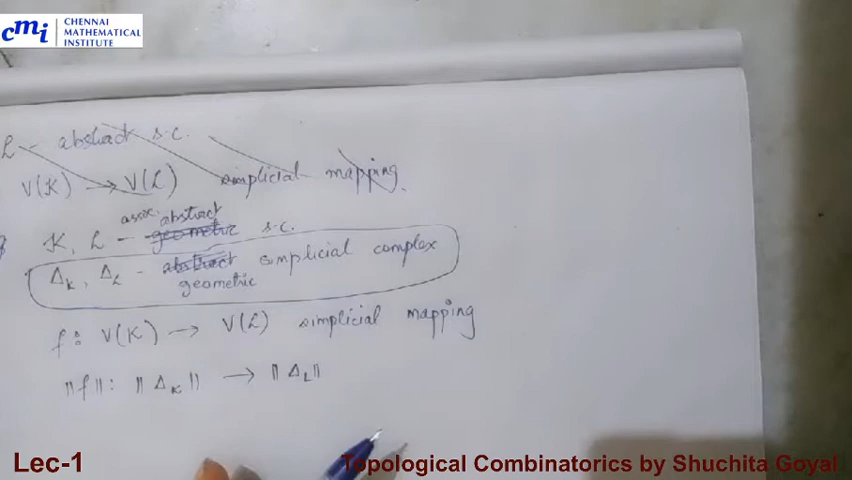 cmi CHENNAI
MATHEMATICAL
INSTITUTE
L - abstract s.c.
V(K) → V(L) simplicial mapping.
assoc. abstract
K, L - geometric s.c.
Δ_K, Δ_L - abstract simplicial complex
geometric
f: V(K) → V(L) simplicial mapping
||f||: ||Δ_K|| → ||Δ_L||
Lec-1
Topological Combinatorics by Shuchita Goyal